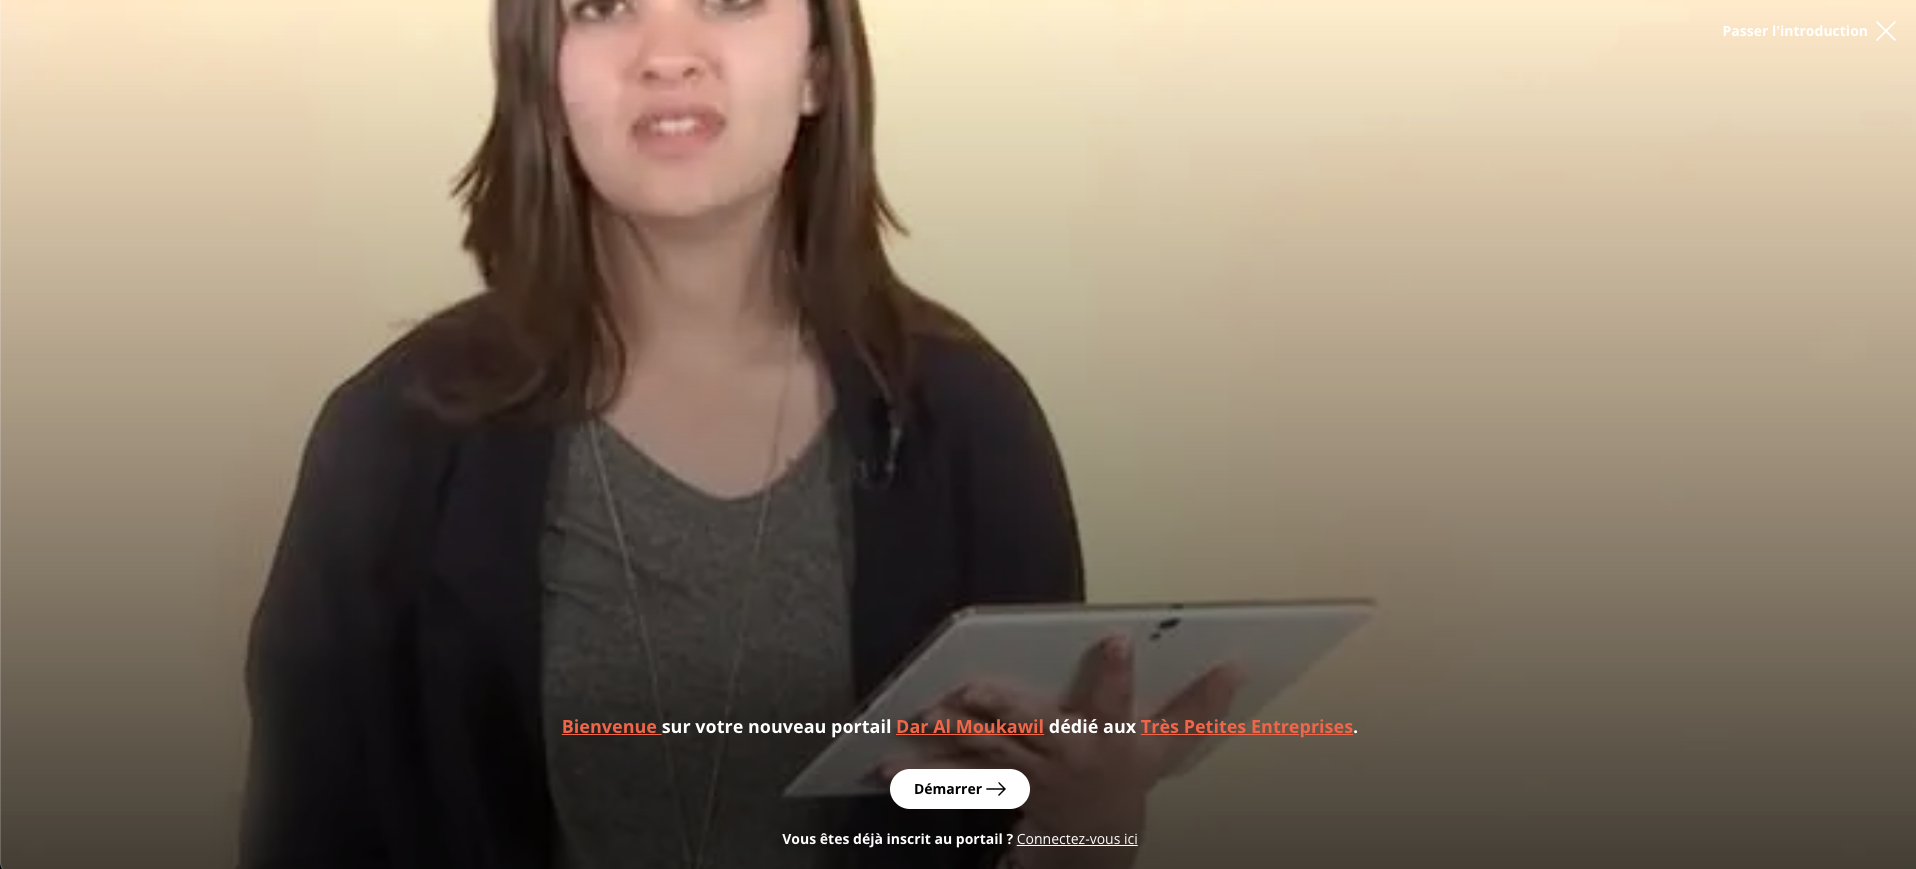 Passer l'introduction
Bienvenue sur votre nouveau portail Dar Al Moukawil dédié aux Très Petites Entreprises.
Démarrer
Vous êtes déjà inscrit au portail ? Connectez-vous ici